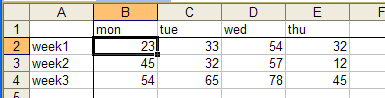 A B C D E F
1 mon tue wed thu
2 week1 23 33 54 32
3 week2 45 32 57 12
4 week3 54 65 78 45